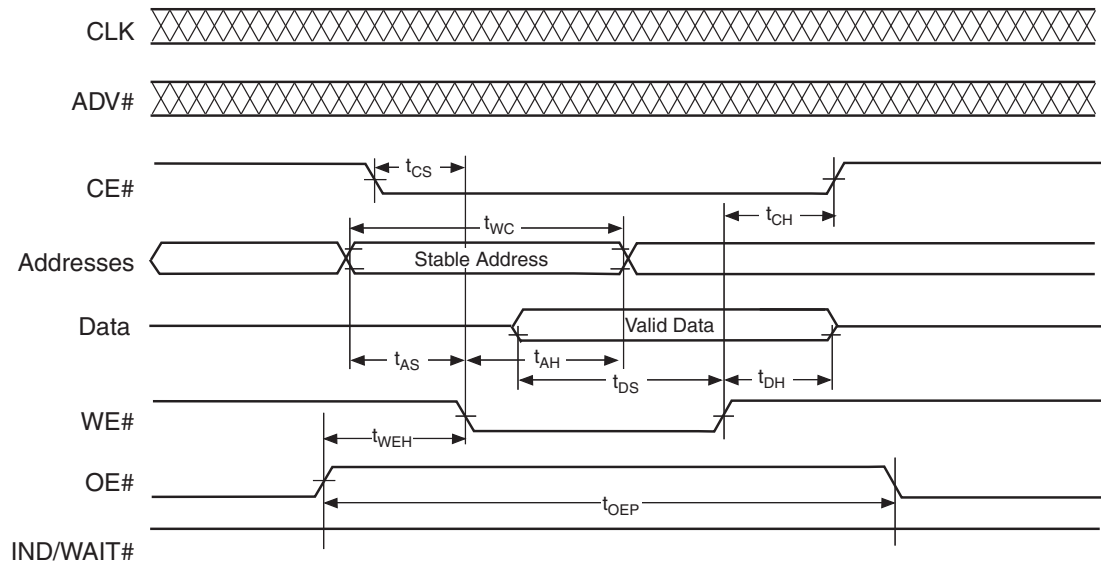 CLK
ADV#
CE#
tCS
tCH
tWC
Addresses
Stable Address
Data
Valid Data
tAS
tAH
tDS
tDH
WE#
tWEH
OE#
tOEP
IND/WAIT#